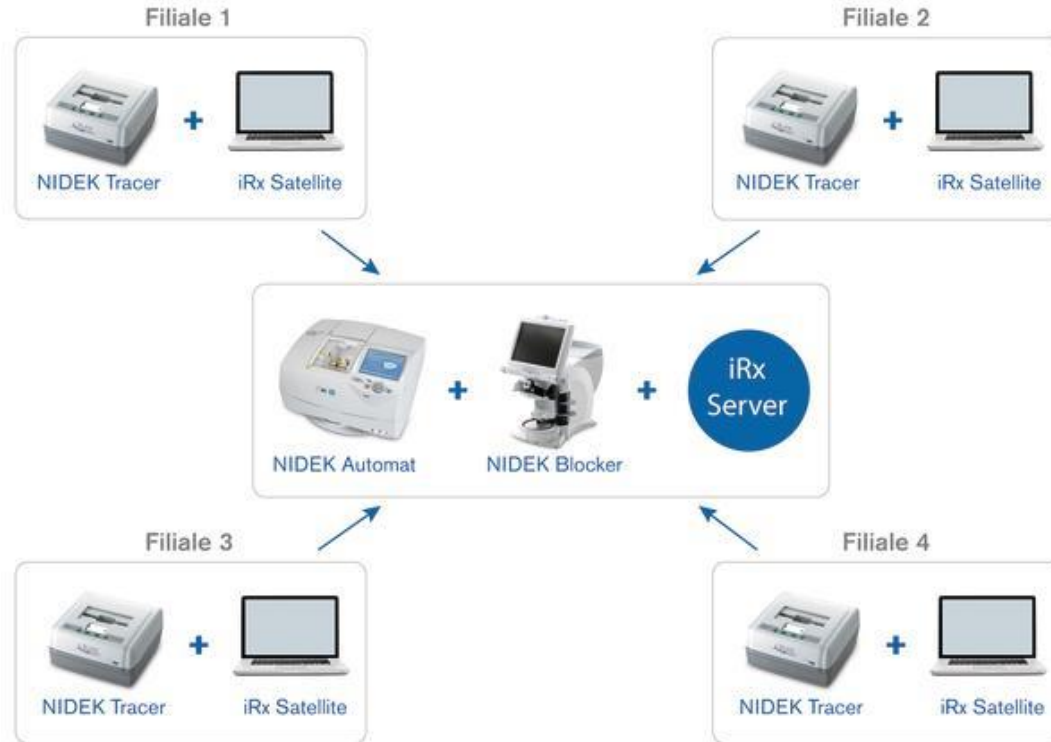 Filiale 1
Filiale 2
NIDEK Tracer
iRx Satellite
NIDEK Tracer
iRx Satellite
NIDEK Automat
NIDEK Blocker
iRx
Server
Filiale 3
Filiale 4
NIDEK Tracer
iRx Satellite
NIDEK Tracer
iRx Satellite